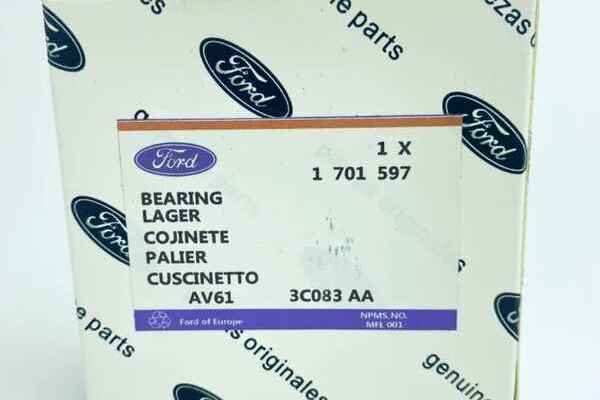 ezas o
e parts
Ford
Ford
Ford
1 X
1 701 597
BEARING
LAGER
COJINETE
PALIER
CUSCINETTO
AV61 3C083 AA
Ford of Europe
NPMS.NO.
MFL 001
Ford
parts
s originales
genuin